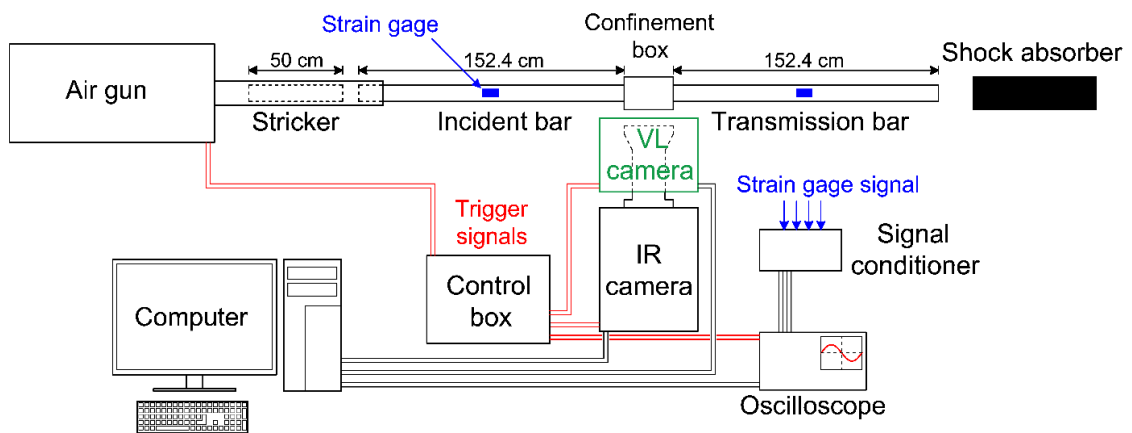 Strain gage
Confinement
box
50 cm
152.4 cm
152.4 cm
Shock absorber
Air gun
Stricker
Incident bar
Transmission bar
VL
camera
Strain gage signal
Trigger
signals
Signal
conditioner
IR
camera
Control
box
Computer
Oscilloscope